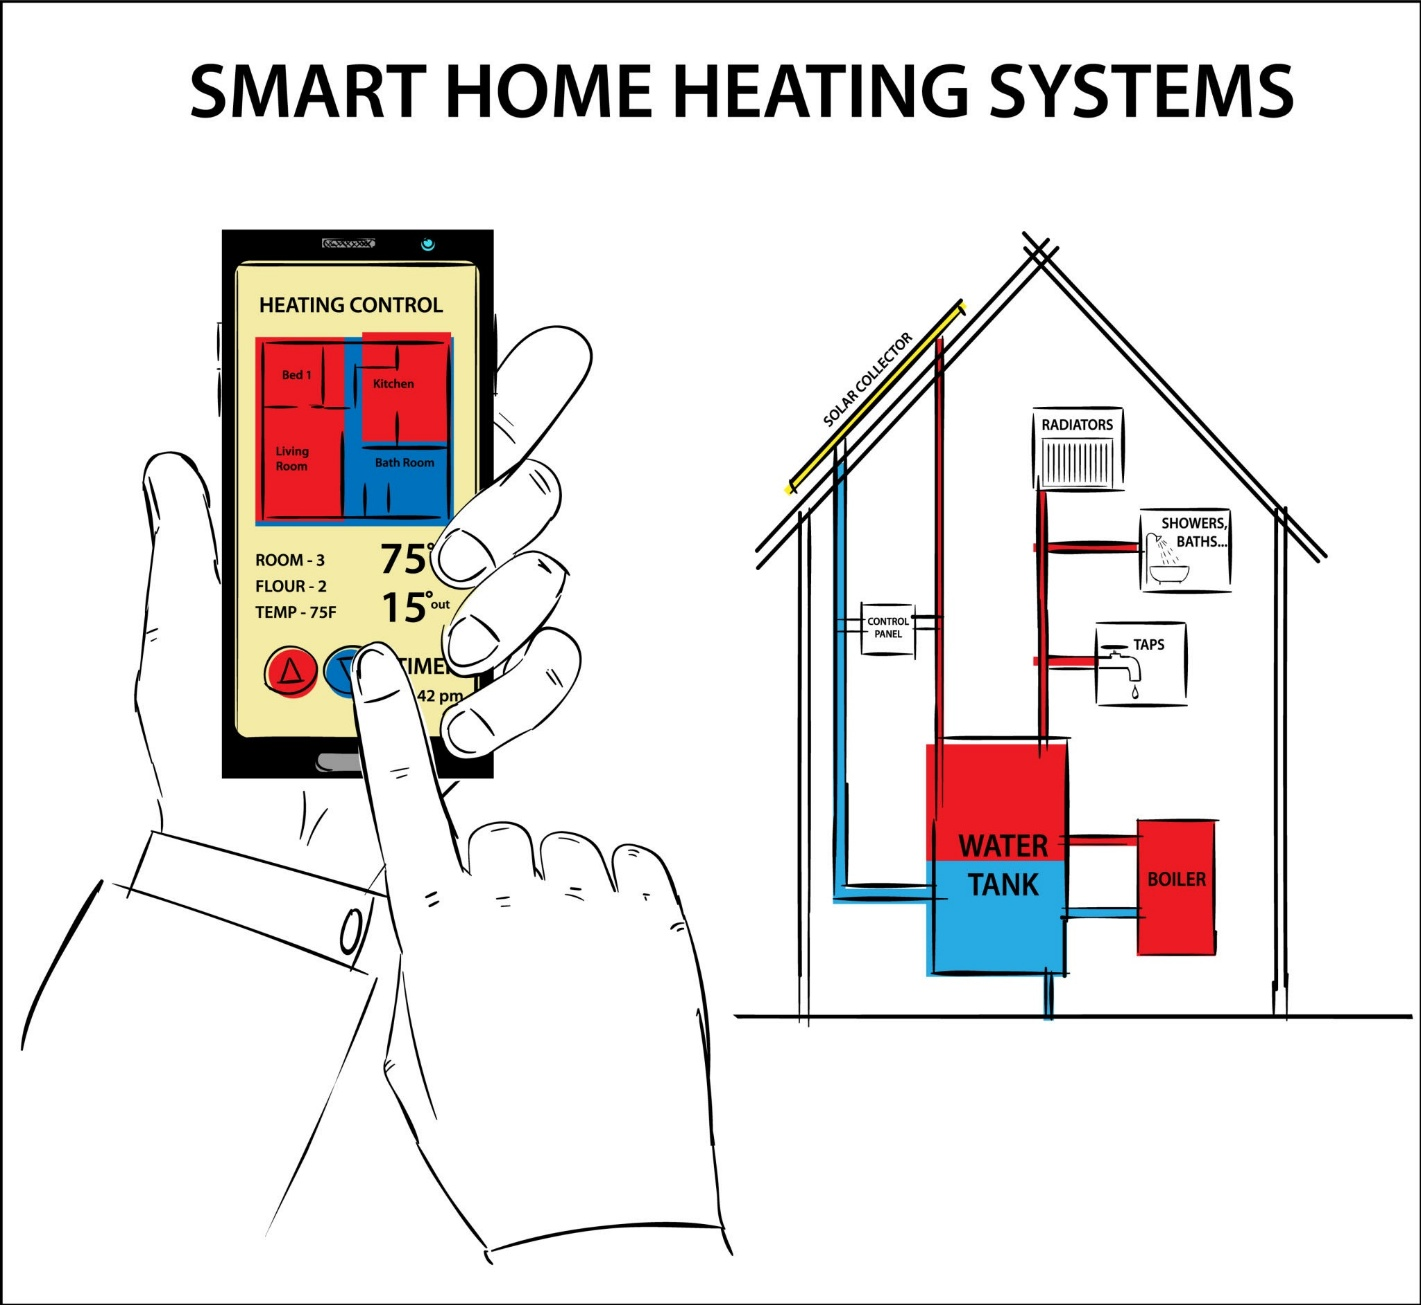 SMART HOME HEATING SYSTEMS
HEATING CONTROL
Bed 1
Kitchen
Living
Room
Bath Room
ROOM - 3
FLOUR - 2
TEMP - 75F
75°
15°out
42 pm
SOLAR COLLECTOR
RADIATORS
SHOWERS,
BATHS...
CONTROL
PANEL
TAPS
WATER
TANK
BOILER